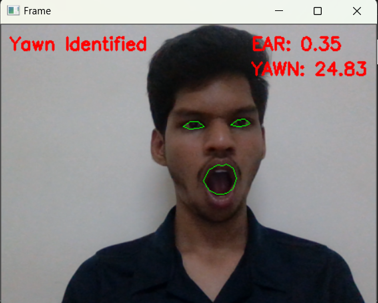 Frame
Yawn Identified
EAR: 0.35
YAWN: 24.83